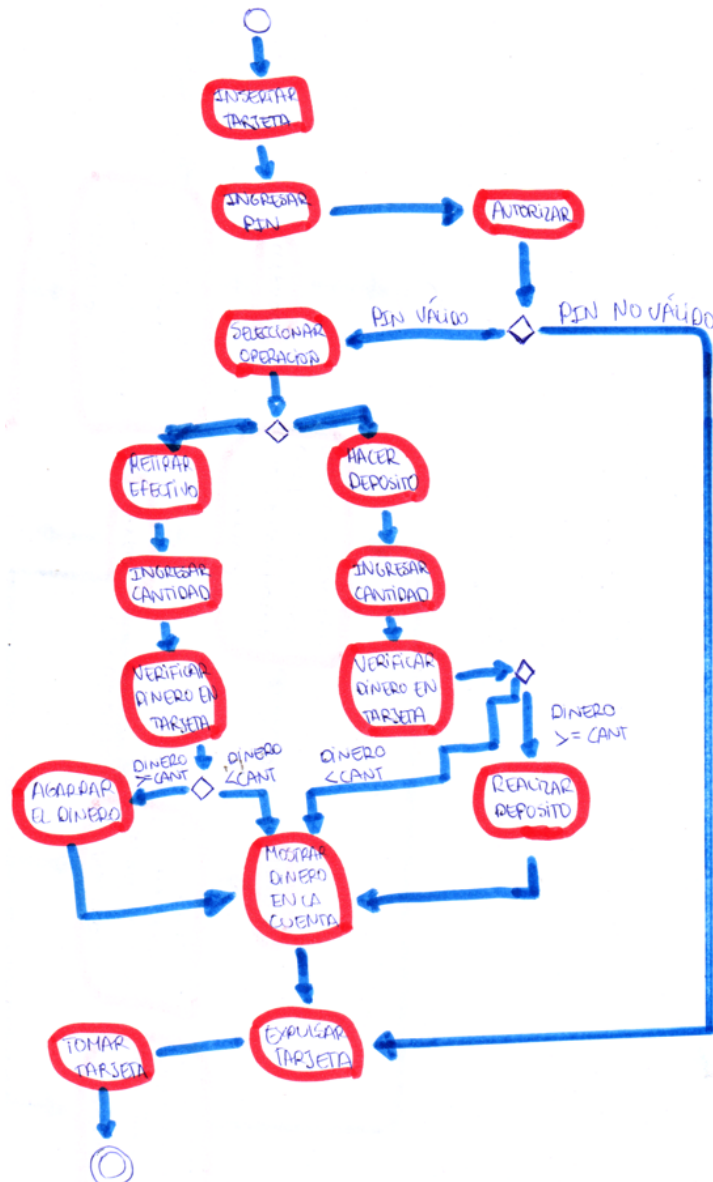 INSERTAR
TARJETA
INGRESAR
PIN
AUTORIZAR
PIN VÁLIDO
PIN NO VÁLIDO
SELECCIONAR
OPERACIÓN
RETIRAR
EFECTIVO
HACER
DEPOSITO
INGRESAR
CANTIDAD
INGRESAR
CANTIDAD
VERIFICAR
DINERO EN
TARJETA
VERIFICAR
DINERO EN
TARJETA
DINERO
>=CANT
DINERO
<CANT
DINERO
<CANT
DINERO
>= CANT
AGARRAR
EL DINERO
REALIZAR
DEPOSITO
MOSTRAR
DINERO
EN LA
CUENTA
EXPULSAR
TARJETA
TOMAR
TARJETA